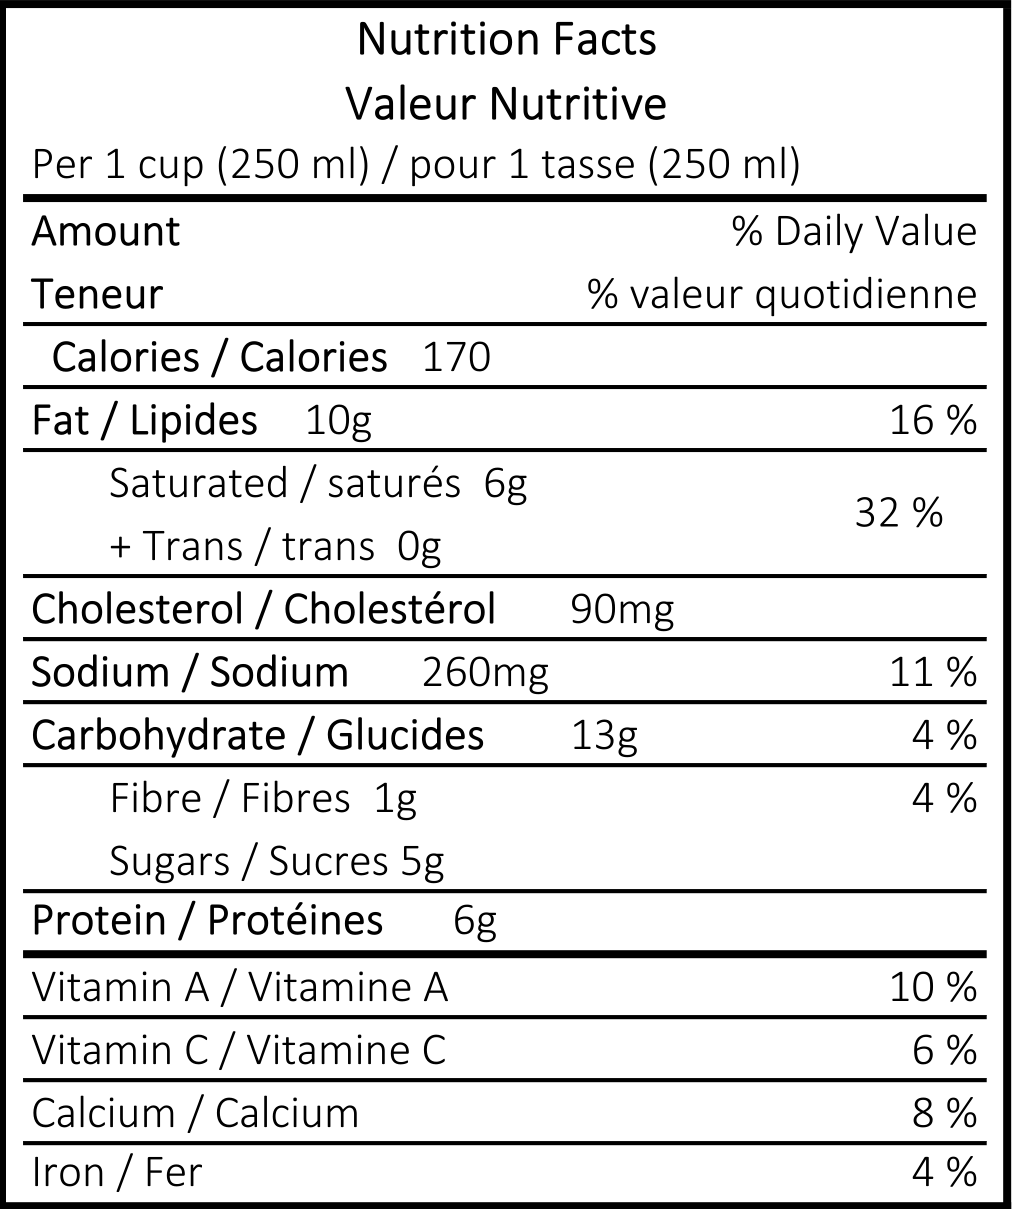 Nutrition Facts
Valeur Nutritive
Per 1 cup (250 ml) / pour 1 tasse (250 ml)
Amount % Daily Value
Teneur % valeur quotidienne
Calories / Calories 170
Fat / Lipides 10g 16 %
Saturated / saturés 6g
32 %
+ Trans / trans 0g
Cholesterol / Cholestérol 90mg
Sodium / Sodium 260mg 11 %
Carbohydrate / Glucides 13g 4 %
Fibre / Fibres 1g 4 %
Sugars / Sucres 5g
Protein / Protéines 6g
Vitamin A / Vitamine A 10 %
Vitamin C / Vitamine C 6 %
Calcium / Calcium 8 %
Iron / Fer 4 %